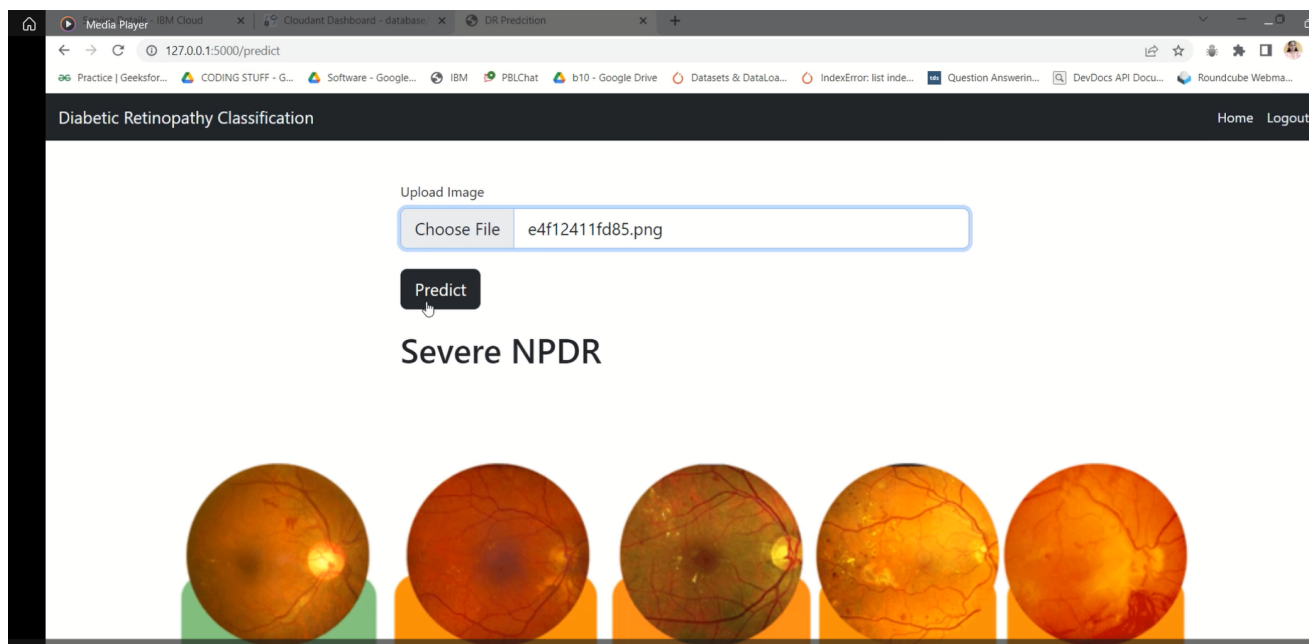 Media Player
Service Details - IBM Cloud
Cloudant Dashboard - database/
DR Predcition
127.0.0.1:5000/predict
Practice | Geeksfor...
CODING STUFF - G...
Software - Google...
IBM
PBLChat
b10 - Google Drive
Datasets & DataLoa...
IndexError: list inde...
Question Answerin...
DevDocs API Docu...
Roundcube Webma...
Diabetic Retinopathy Classification
Home Logout
Upload Image
Choose File e4f12411fd85.png
Predict
Severe NPDR